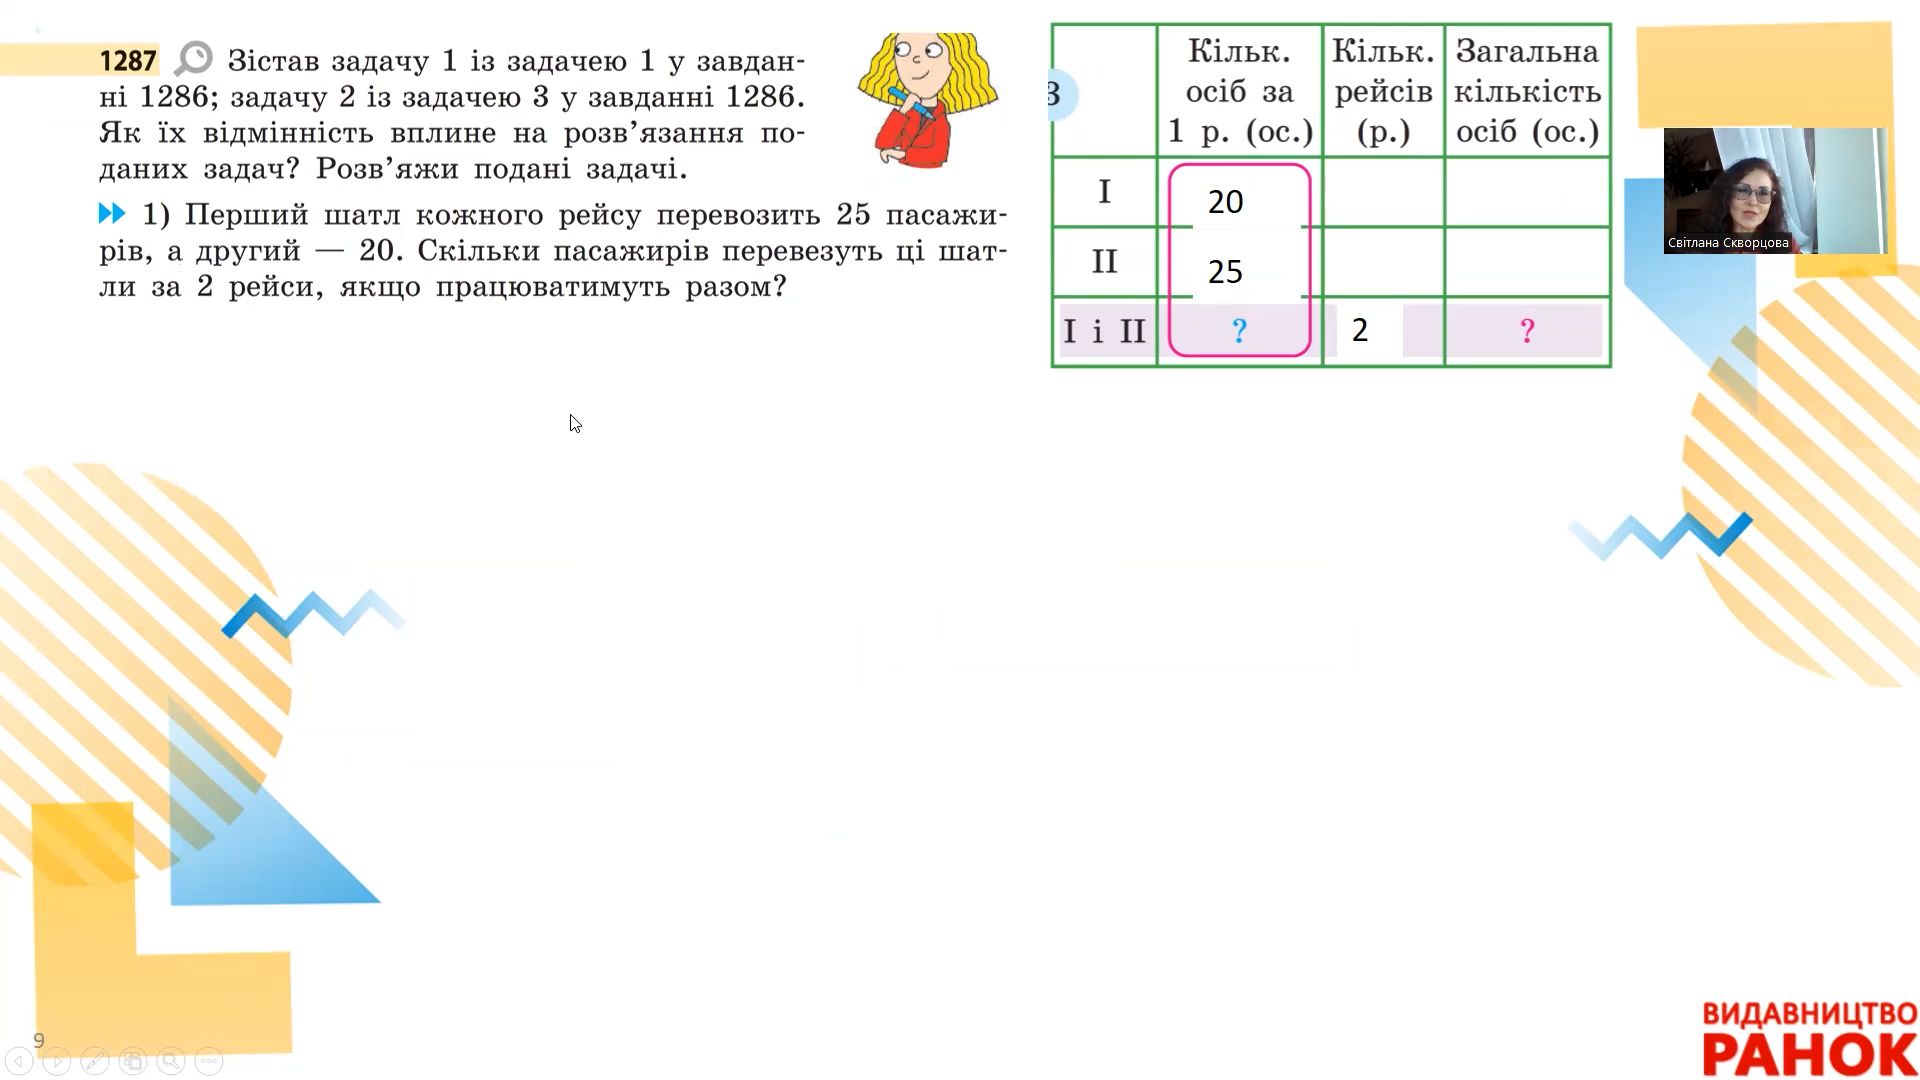 1287 Зістав задачу 1 із задачею 1 у завдан-
ні 1286; задачу 2 із задачею 3 у завданні 1286.
Як їх відмінність вплине на розв’язання по-
даних задач? Розв’яжи подані задачі.
1) Перший шатл кожного рейсу перевозить 25 пасажи-
рів, а другий — 20. Скільки пасажирів перевезуть ці шат-
ли за 2 рейси, якщо працюватимуть разом?
З
Кільк. осіб за 1 р. (ос.)
Кільк. рейсів (р.)
Загальна кількість осіб (ос.)
I 20
II 25
I і II ? 2 ?
Світлана Скворцова
9
ВИДАВНИЦТВО
РАНОК